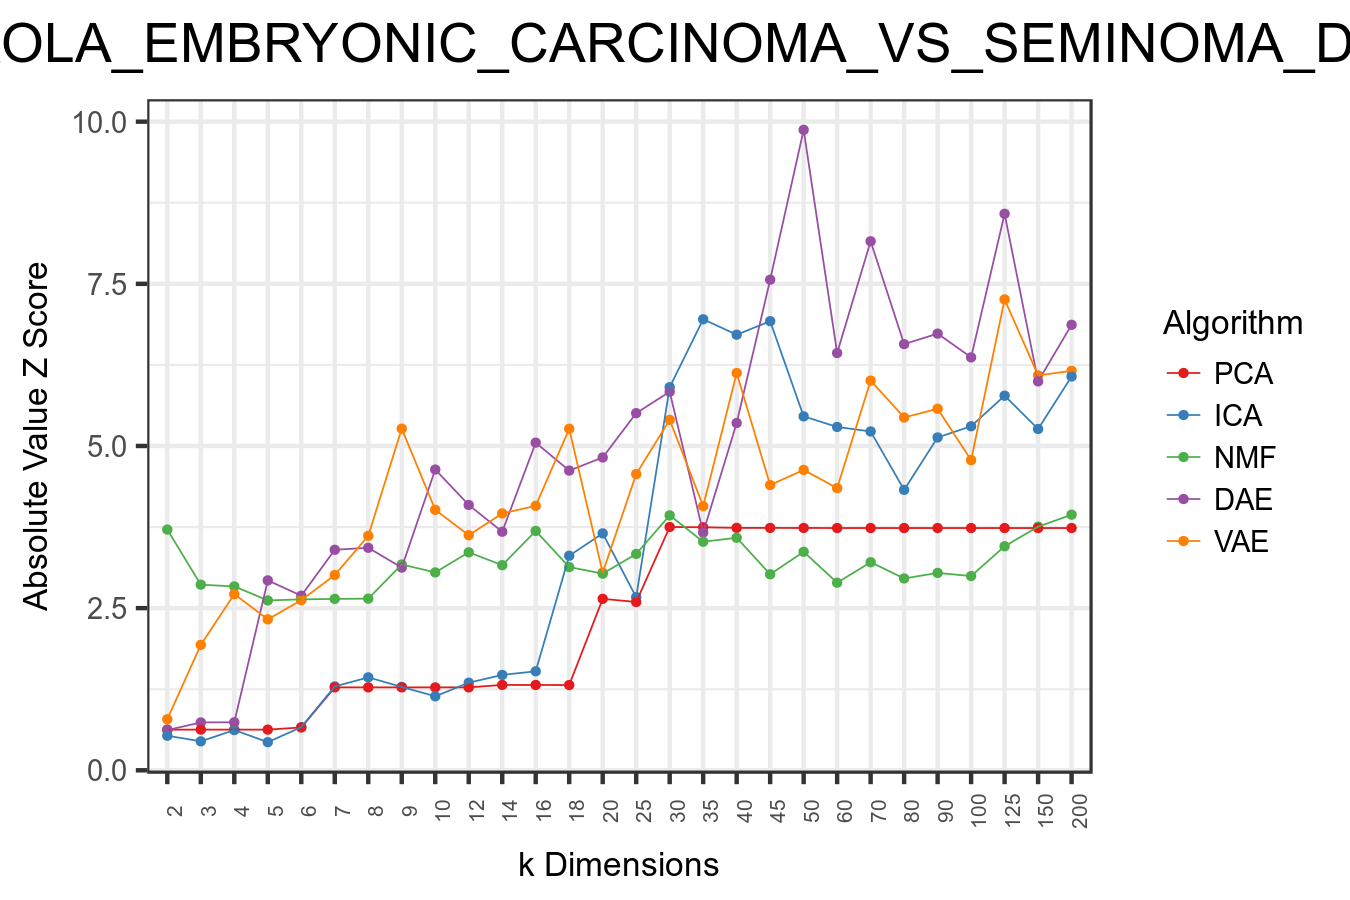 OLA_EMBRYONIC_CARCINOMA_VS_SEMINOMA_D
10.0
7.5
5.0
2.5
0.0
Absolute Value Z Score
2 3 4 5 6 7 8 9 10 12 14 16 18 20 25 30 35 40 45 50 60 70 80 90 100 125 150 200
k Dimensions
Algorithm
PCA
ICA
NMF
DAE
VAE